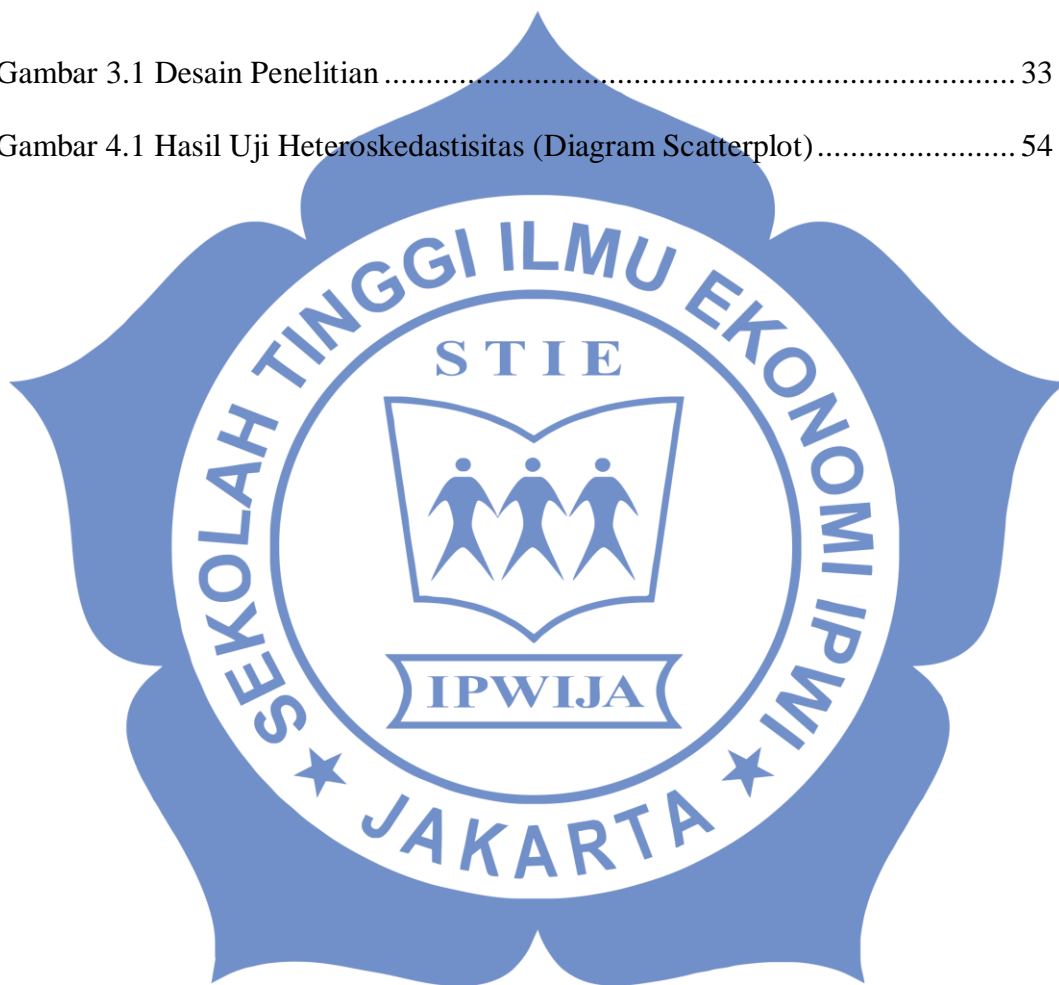 Gambar 3.1 Desain Penelitian ............................................................................. 33
Gambar 4.1 Hasil Uji Heteroskedastisitas (Diagram Scatterplot) ........................ 54
SEKOLAH TINGGI ILMU EKONOMI IPWI
STIE
IPWIJA
★ JAKARTA ★